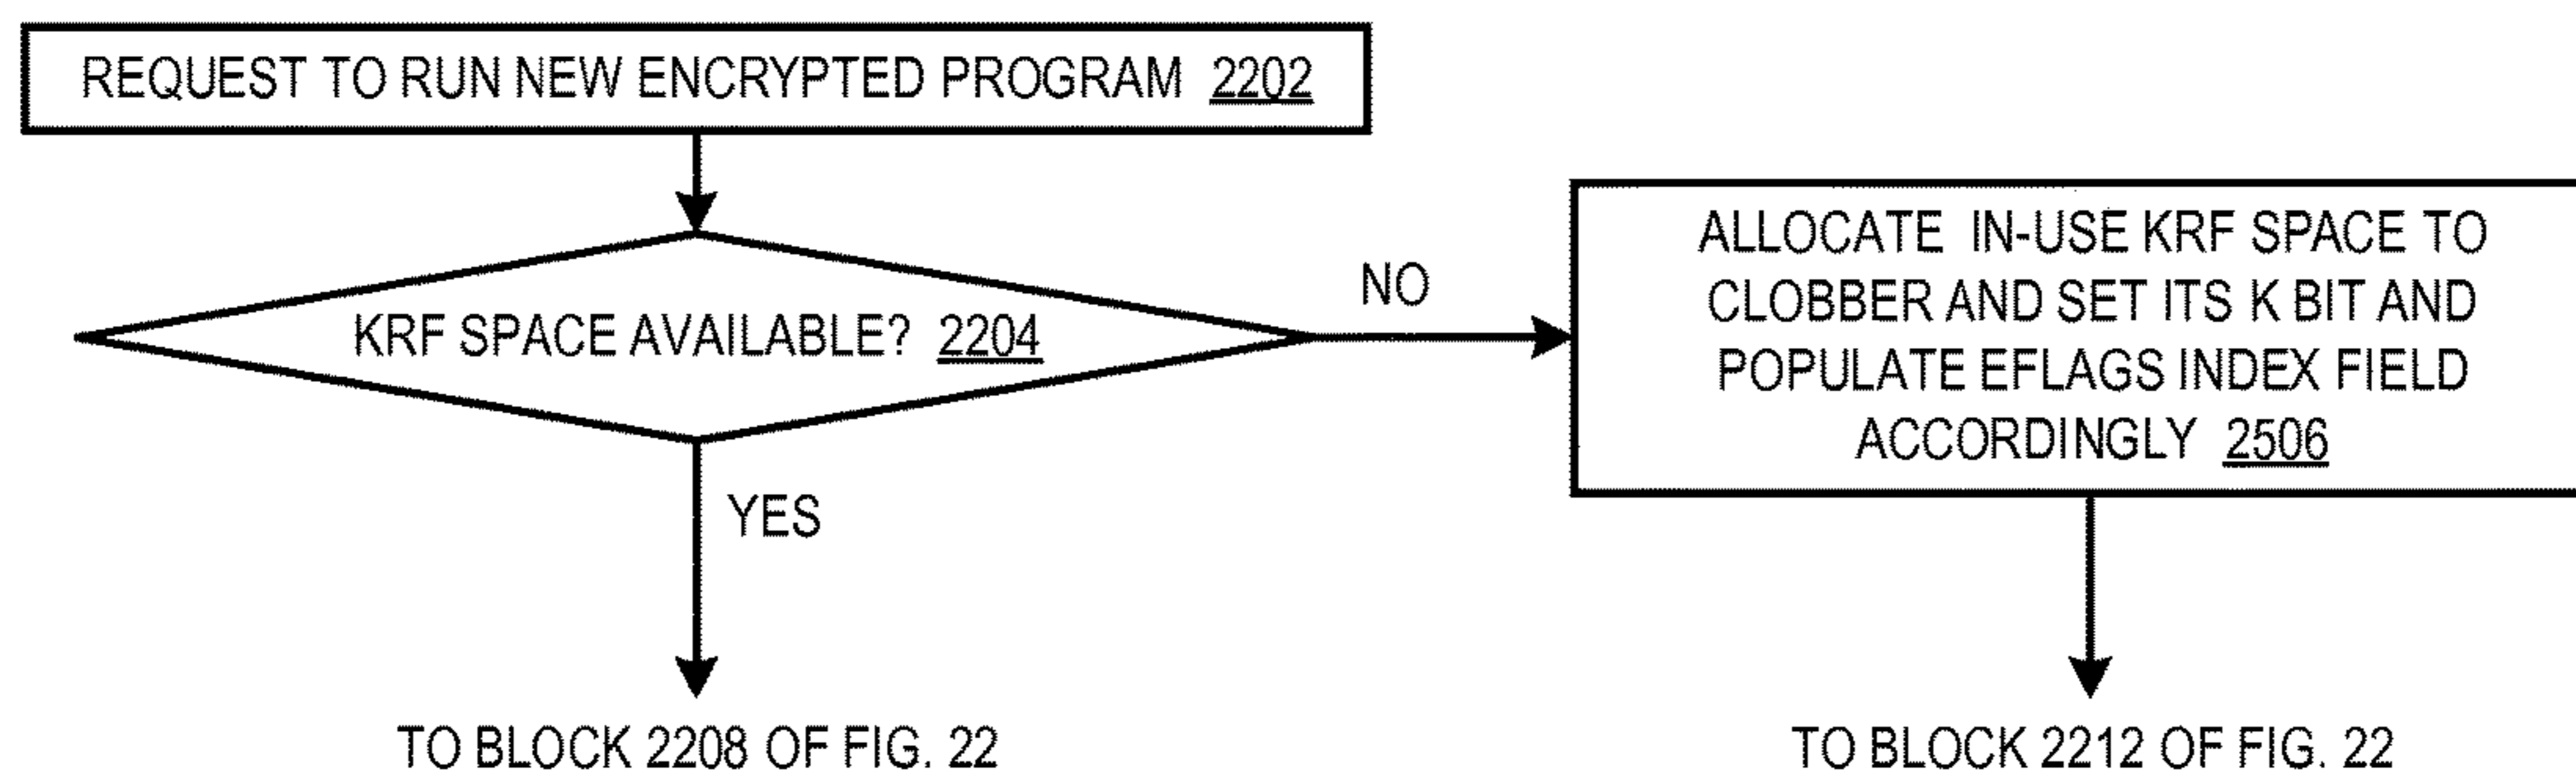 REQUEST TO RUN NEW ENCRYPTED PROGRAM 2202
KRF SPACE AVAILABLE? 2204
NO
YES
ALLOCATE IN-USE KRF SPACE TO
CLOBBER AND SET ITS K BIT AND
POPULATE EFLAGS INDEX FIELD
ACCORDINGLY 2506
TO BLOCK 2208 OF FIG. 22
TO BLOCK 2212 OF FIG. 22